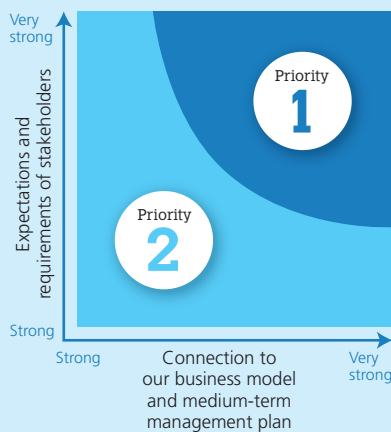 Very
strong
Expectations and
requirements of stakeholders
Priority
1
Priority
2
Strong
Strong
Connection to
our business model
and medium-term
management plan
Very
strong